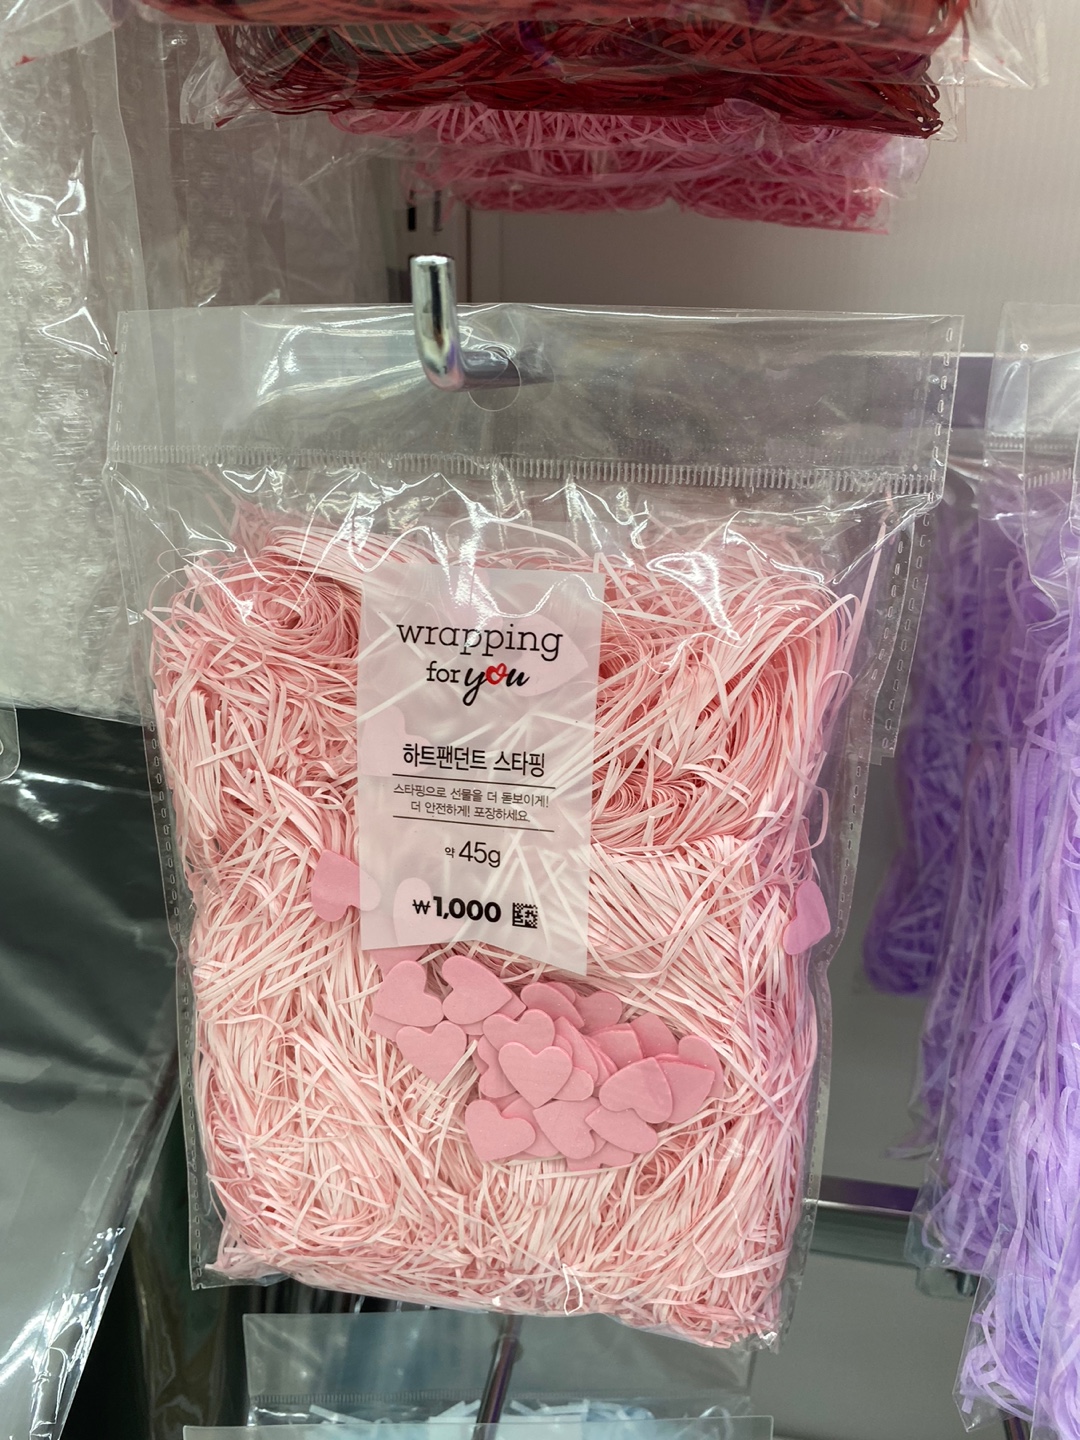 wrapping
for you
하트팬던트 스타핑
스타핑으로 선물을 더 돋보이게!
더 안전하게! 포장하세요
약 45g
₩1,000